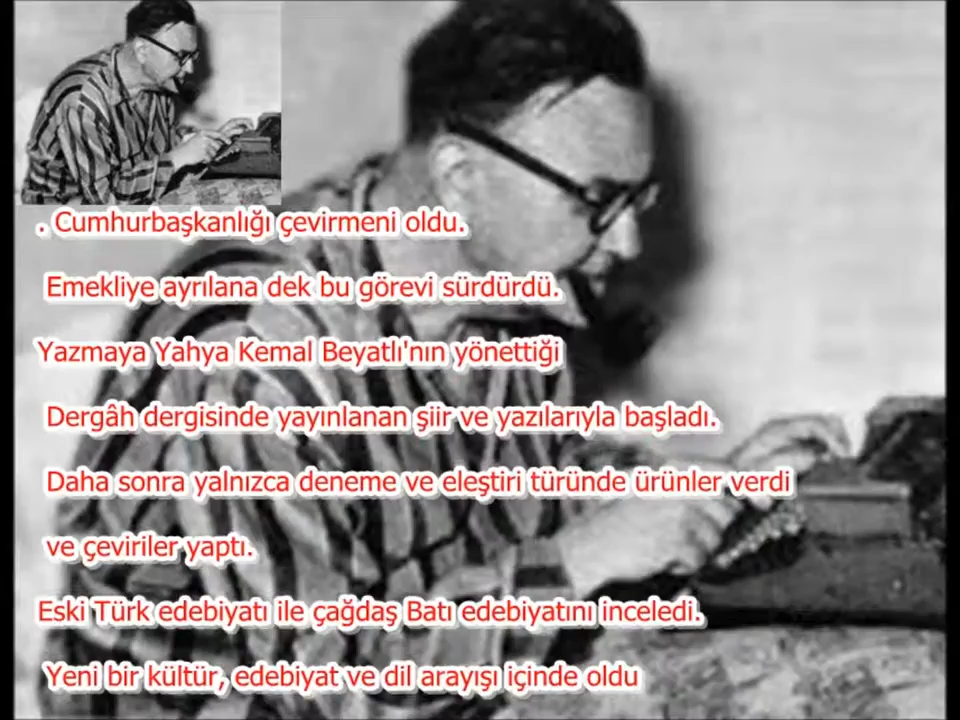 . Cumhurbaşkanlığı çevirmeni oldu.
Emekliye ayrılana dek bu görevi sürdürdü.
Yazmaya Yahya Kemal Beyatlı'nın yönettiği
Dergâh dergisinde yayınlanan şiir ve yazılarıyla başladı.
Daha sonra yalnızca deneme ve eleştiri türünde ürünler verdi
ve çeviriler yaptı.
Eski Türk edebiyatı ile çağdaş Batı edebiyatını inceledi.
Yeni bir kültür, edebiyat ve dil arayışı içinde oldu